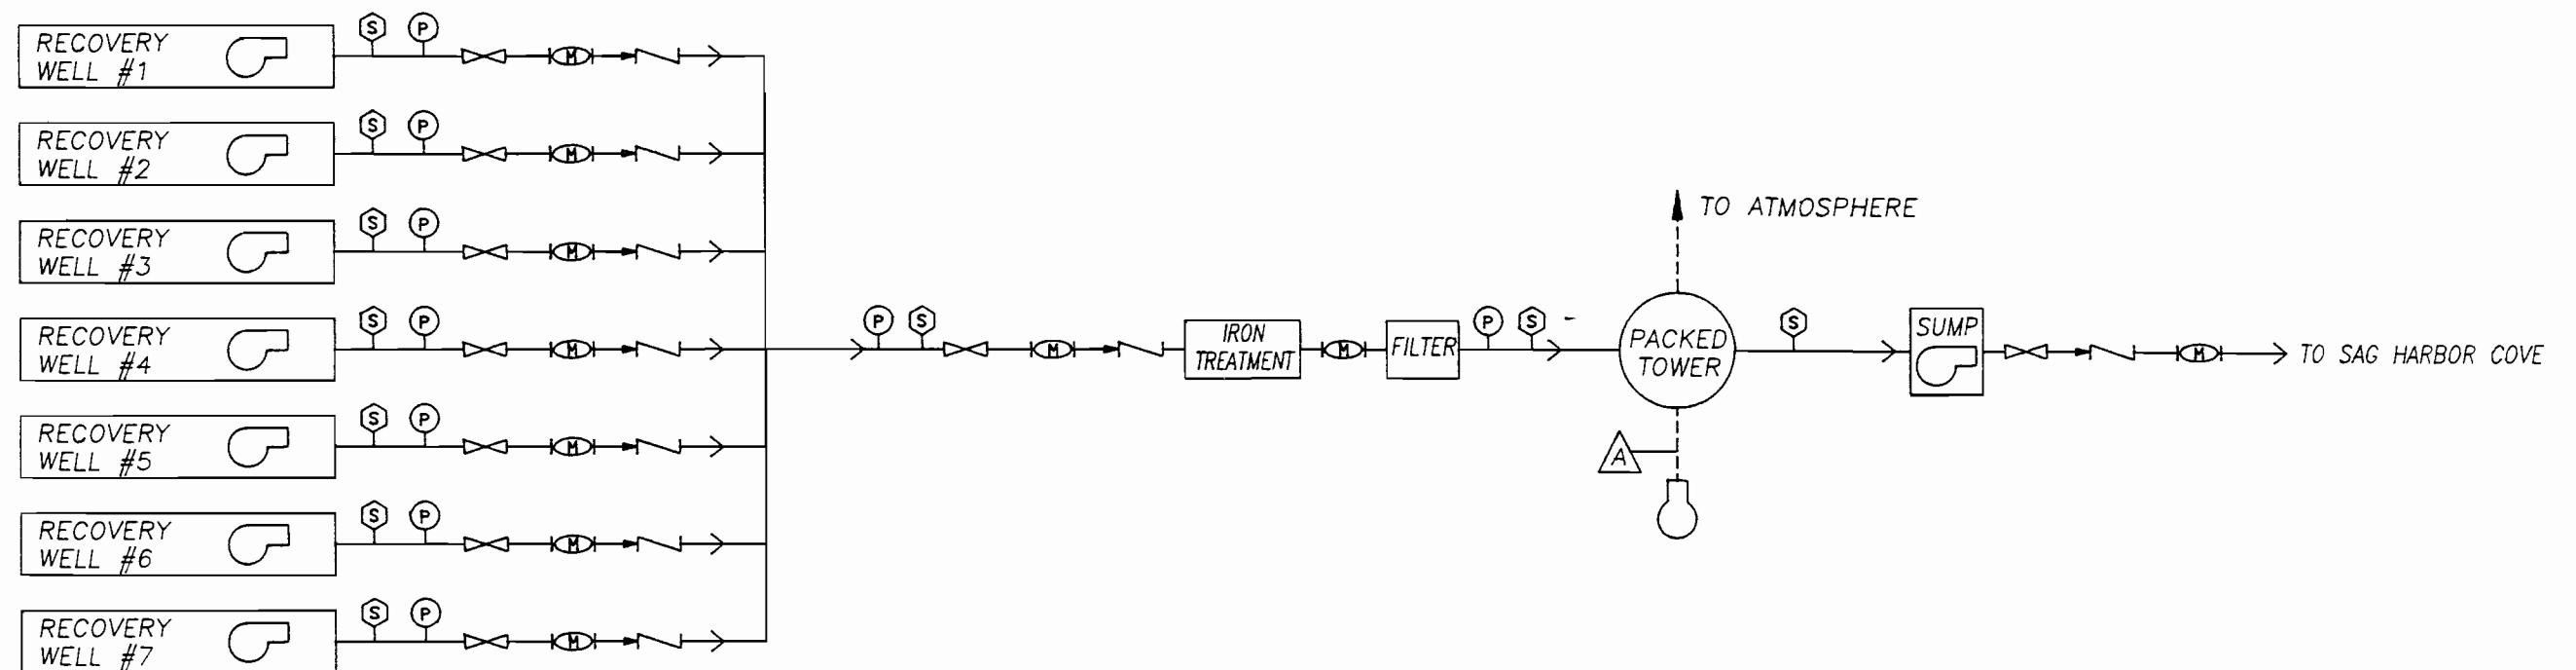 RECOVERY
WELL #1
S
P
M
RECOVERY
WELL #2
S
P
M
RECOVERY
WELL #3
S
P
M
RECOVERY
WELL #4
S
P
M
RECOVERY
WELL #5
S
P
M
RECOVERY
WELL #6
S
P
M
RECOVERY
WELL #7
S
P
M
P
S
M
IRON
TREATMENT
M
FILTER
P
S
TO ATMOSPHERE
PACKED
TOWER
A
S
SUMP
M
TO SAG HARBOR COVE